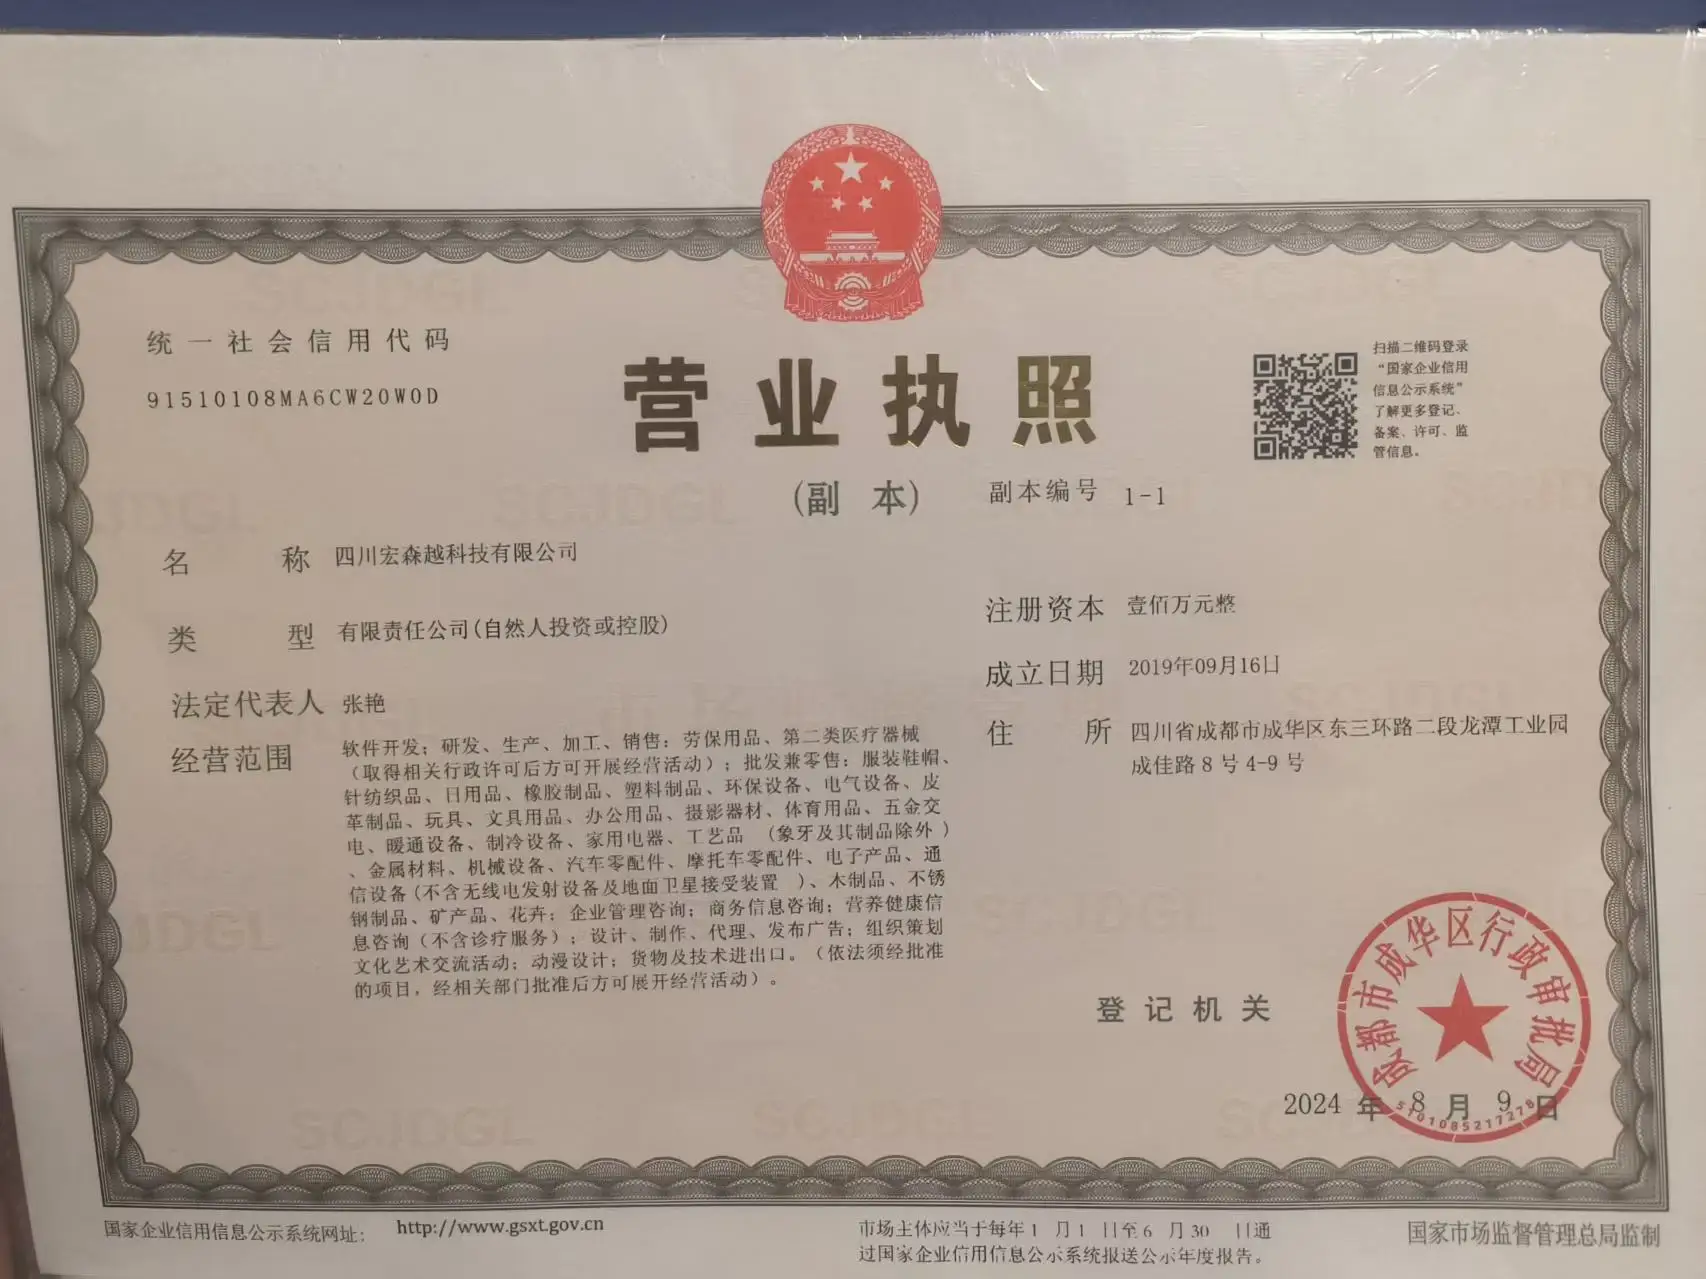 统一社会信用代码
91510108MA6CW20W0D
营业执照
(副 本)
副本编号 1-1
扫描二维码登录
“国家企业信用
信息公示系统”
了解更多登记、
备案、许可、监
管信息。
名 称 四川宏森越科技有限公司
类 型 有限责任公司(自然人投资或控股)
法定代表人 张艳
经营范围 软件开发；研发、生产、加工、销售：劳保用品、第二类医疗器械
（取得相关行政许可后方可开展经营活动）；批发兼零售：服装鞋帽、
针纺织品、日用品、橡胶制品、塑料制品、环保设备、电气设备、皮
革制品、玩具、文具用品、办公用品、摄影器材、体育用品、五金交
电、暖通设备、制冷设备、家用电器、工艺品 （象牙及其制品除外 ）
、金属材料、机械设备、汽车零配件、摩托车零配件、电子产品、通
信设备(不含无线电发射设备及地面卫星接受装置 )、木制品、不锈
钢制品、矿产品、花卉；企业管理咨询；商务信息咨询；营养健康信
息咨询（不含诊疗服务）；设计、制作、代理、发布广告；组织策划
文化艺术交流活动；动漫设计；货物及技术进出口。（依法须经批准
的项目，经相关部门批准后方可展开经营活动）。
注册资本 壹佰万元整
成立日期 2019年09月16日
住 所 四川省成都市成华区东三环路二段龙潭工业园
成佳路8号4-9号
登记机关
成都市成华区行政审批局
5101085217278
2024 年 8 月 9 日
国家企业信用信息公示系统网址： http://www.gsxt.gov.cn
市场主体应当于每年1 月1 日至6 月30 日通
过国家企业信用信息公示系统报送公示年度报告。
国家市场监督管理总局监制
SCJDGL